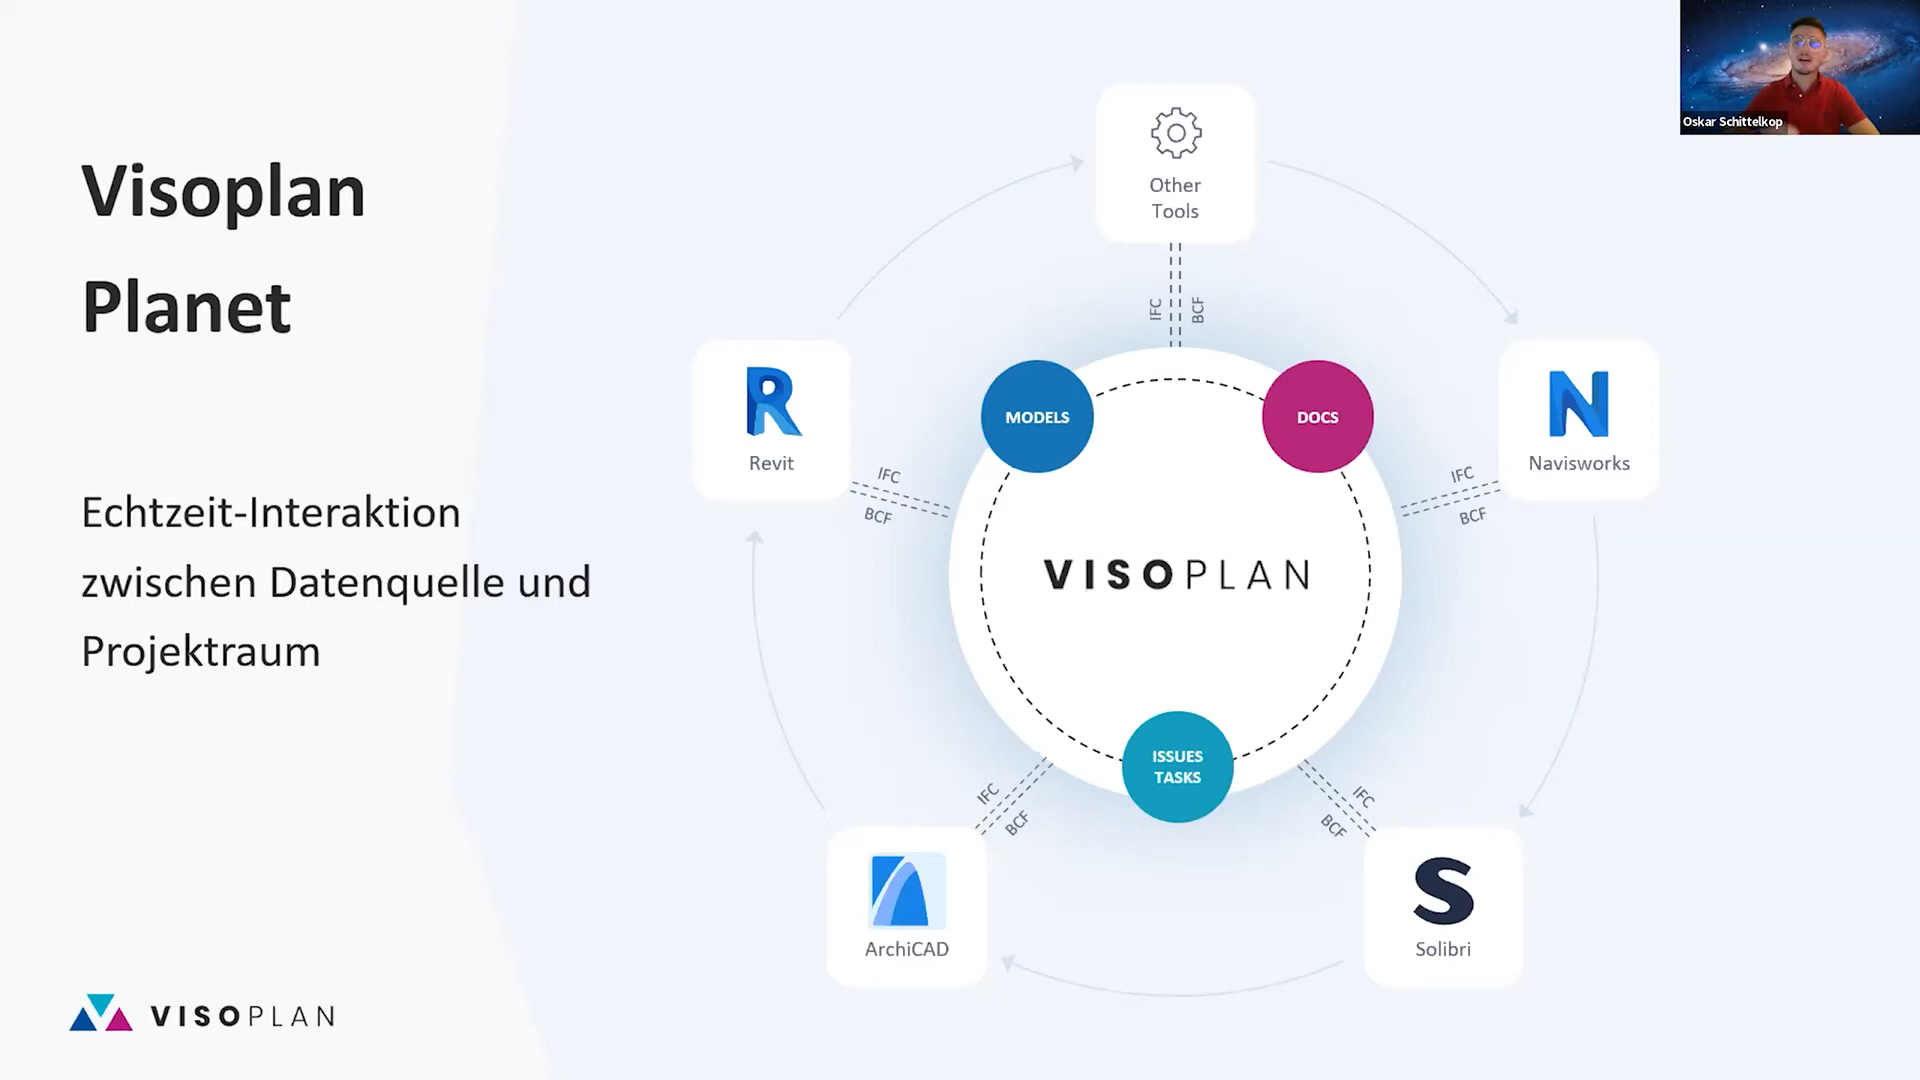 Visoplan
Planet
Echtzeit-Interaktion
zwischen Datenquelle und
Projektraum
VISOPLAN
Oskar Schittelkop
Other
Tools
IFC
BCF
Revit
IFC
BCF
MODELS
DOCS
Navisworks
IFC
BCF
VISOPLAN
ISSUES
TASKS
IFC
BCF
ArchiCAD
IFC
BCF
Solibri